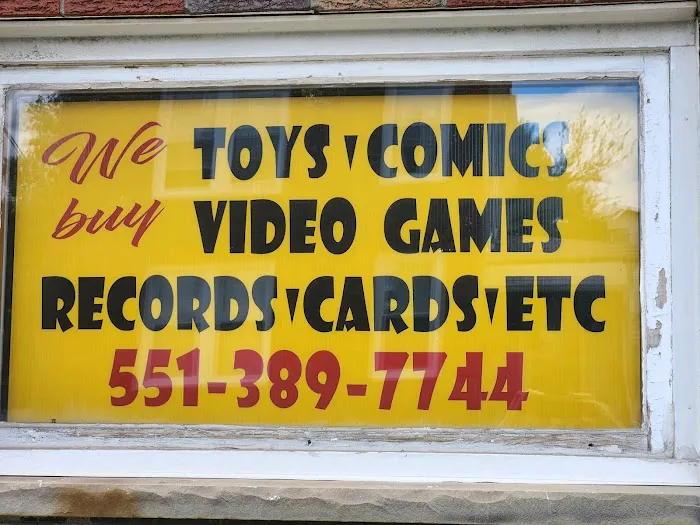 We buy
TOYS ▾ COMICS
VIDEO GAMES
RECORDS ▾ CARDS ▾ ETC
551-389-7744